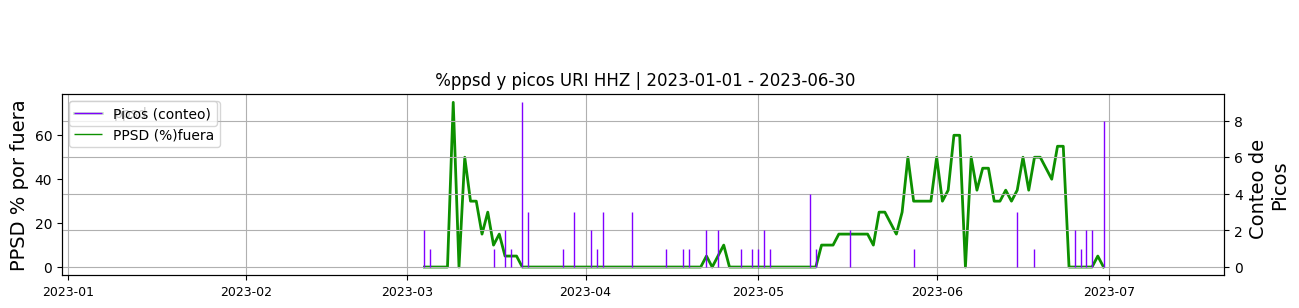 %ppsd y picos URI HHZ | 2023-01-01 - 2023-06-30
PPSD % por fuera
60
40
20
0
Picos (conteo)
PPSD (%)fuera
8
6
4
2
0
Conteo de
Picos
2023-01
2023-02
2023-03
2023-04
2023-05
2023-06
2023-07